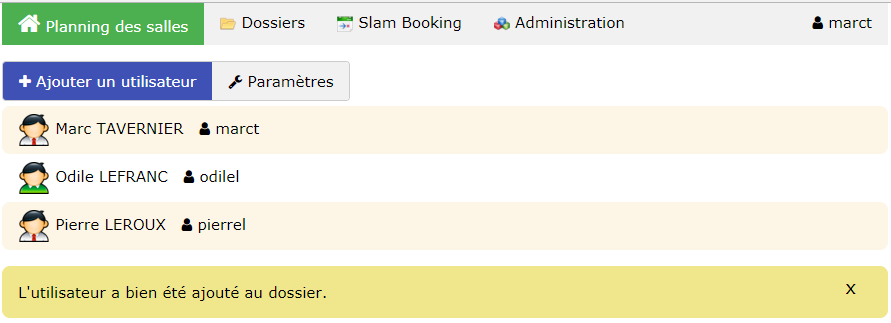 Planning des salles Dossiers Slam Booking Administration marct
Ajouter un utilisateur Paramètres
Marc TAVERNIER marct
Odile LEFRANC odilel
Pierre LEROUX pierrel
L'utilisateur a bien été ajouté au dossier. X